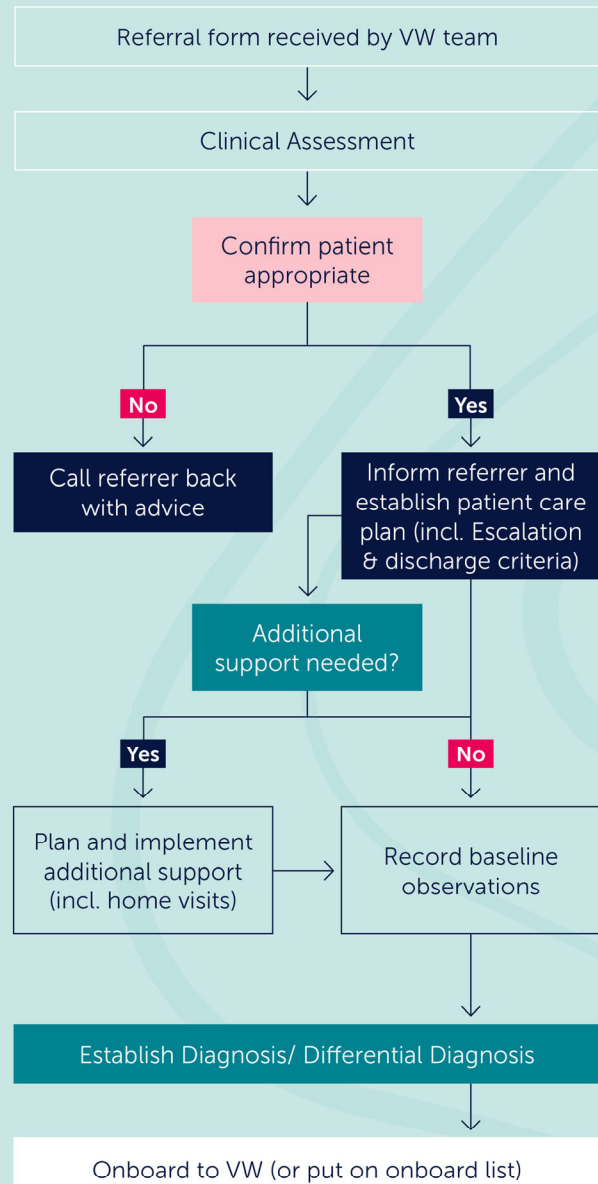 Referral form received by VW team
Clinical Assessment
Confirm patient
appropriate
No
Yes
Call referrer back
with advice
Inform referrer and
establish patient care
plan (incl. Escalation
& discharge criteria)
Additional
support needed?
Yes
No
Plan and implement
additional support
(incl. home visits)
Record baseline
observations
Establish Diagnosis/ Differential Diagnosis
Onboard to VW (or put on onboard list)